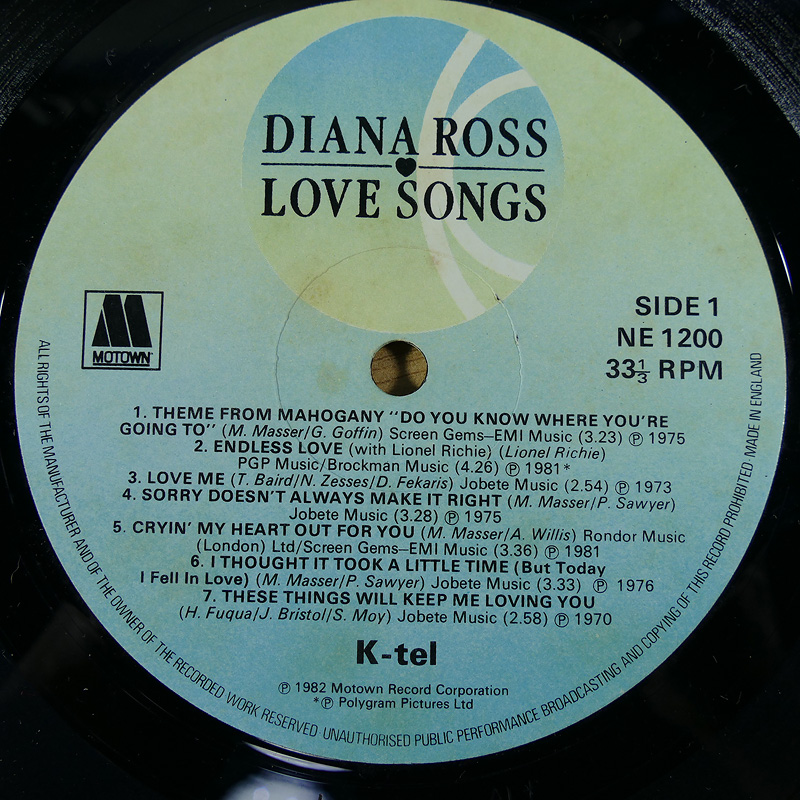 DIANA ROSS
LOVE SONGS
MOTOWN
SIDE 1
NE 1200
33⅓ RPM
1. THEME FROM MAHOGANY "DO YOU KNOW WHERE YOU'RE
GOING TO" (M. Masser/G. Goffin) Screen Gems–EMI Music (3.23) Ⓟ 1975
2. ENDLESS LOVE (with Lionel Richie) (Lionel Richie)
PGP Music/Brockman Music (4.26) Ⓟ 1981*
3. LOVE ME (T. Baird/N. Zesses/D. Fekaris) Jobete Music (2.54) Ⓟ 1973
4. SORRY DOESN'T ALWAYS MAKE IT RIGHT (M. Masser/P. Sawyer)
Jobete Music (3.28) Ⓟ 1975
5. CRYIN' MY HEART OUT FOR YOU (M. Masser/A. Willis) Rondor Music
(London) Ltd/Screen Gems–EMI Music (3.36) Ⓟ 1981
6. I THOUGHT IT TOOK A LITTLE TIME (But Today
I Fell In Love) (M. Masser/P. Sawyer) Jobete Music (3.33) Ⓟ 1976
7. THESE THINGS WILL KEEP ME LOVING YOU
(H. Fuqua/J. Bristol/S. Moy) Jobete Music (2.58) Ⓟ 1970
K-tel
Ⓟ 1982 Motown Record Corporation
*Ⓟ Polygram Pictures Ltd
ALL RIGHTS OF THE MANUFACTURER AND OF THE OWNER OF THE RECORDED WORK RESERVED UNAUTHORISED PUBLIC PERFORMANCE BROADCASTING AND COPYING OF THIS RECORD PROHIBITED MADE IN ENGLAND